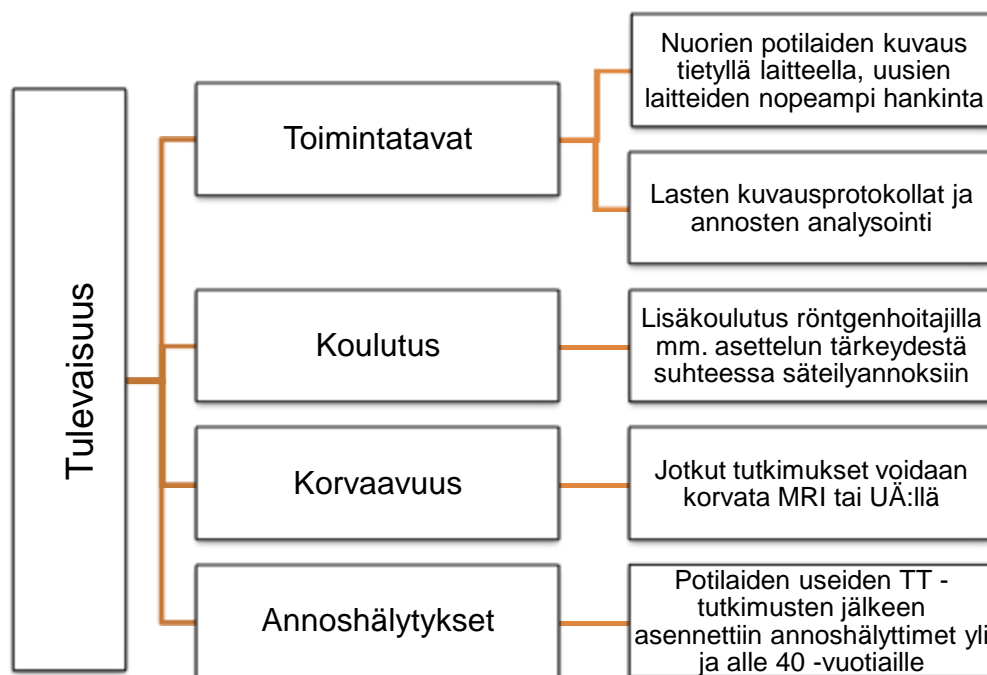 Tulevaisuus
Toimintatavat
Nuorien potilaiden kuvaus
tietyllä laitteella, uusien
laitteiden nopeampi hankinta
Lasten kuvausprotokollat ja
annosten analysointi
Koulutus
Lisäkoulutus röntgenhoitajilla
mm. asettelun tärkeydestä
suhteessa säteilyannoksiin
Korvaavuus
Jotkut tutkimukset voidaan
korvata MRI tai UÄ:llä
Annoshälytykset
Potilaiden useiden TT -
tutkimusten jälkeen
asennettiin annoshälyttimet yli
ja alle 40 -vuotiaille